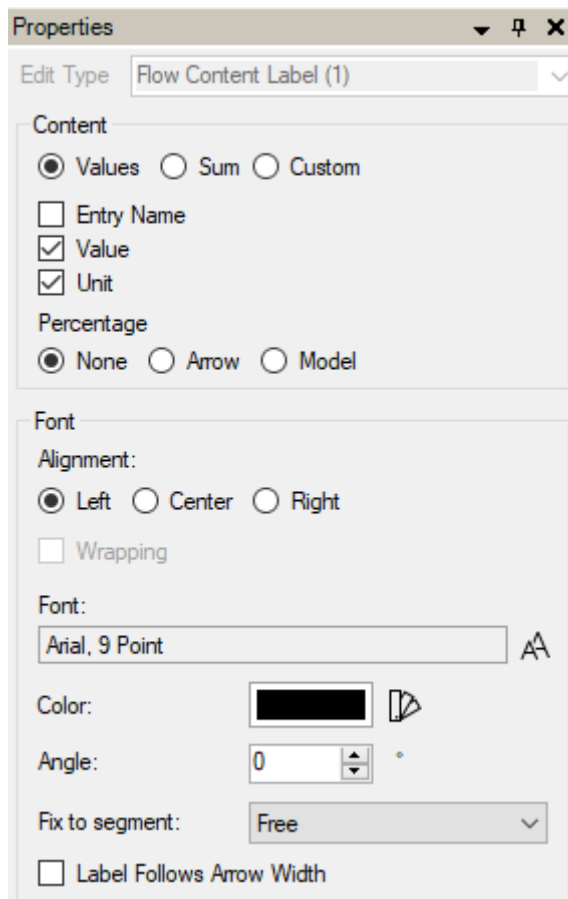 Properties
Edit Type Flow Content Label (1)
Content
Values Sum Custom
Entry Name
Value
Unit
Percentage
None Arrow Model
Font
Alignment:
Left Center Right
Wrapping
Font:
Arial, 9 Point
Color:
Angle: 0 °
Fix to segment: Free
Label Follows Arrow Width